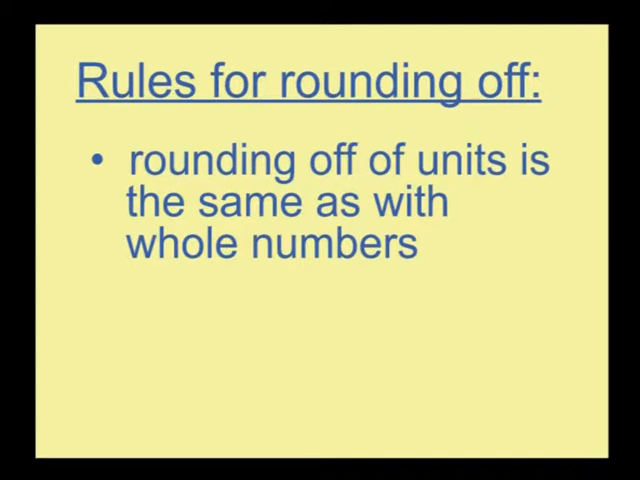 Rules for rounding off:
• rounding off of units is
the same as with
whole numbers